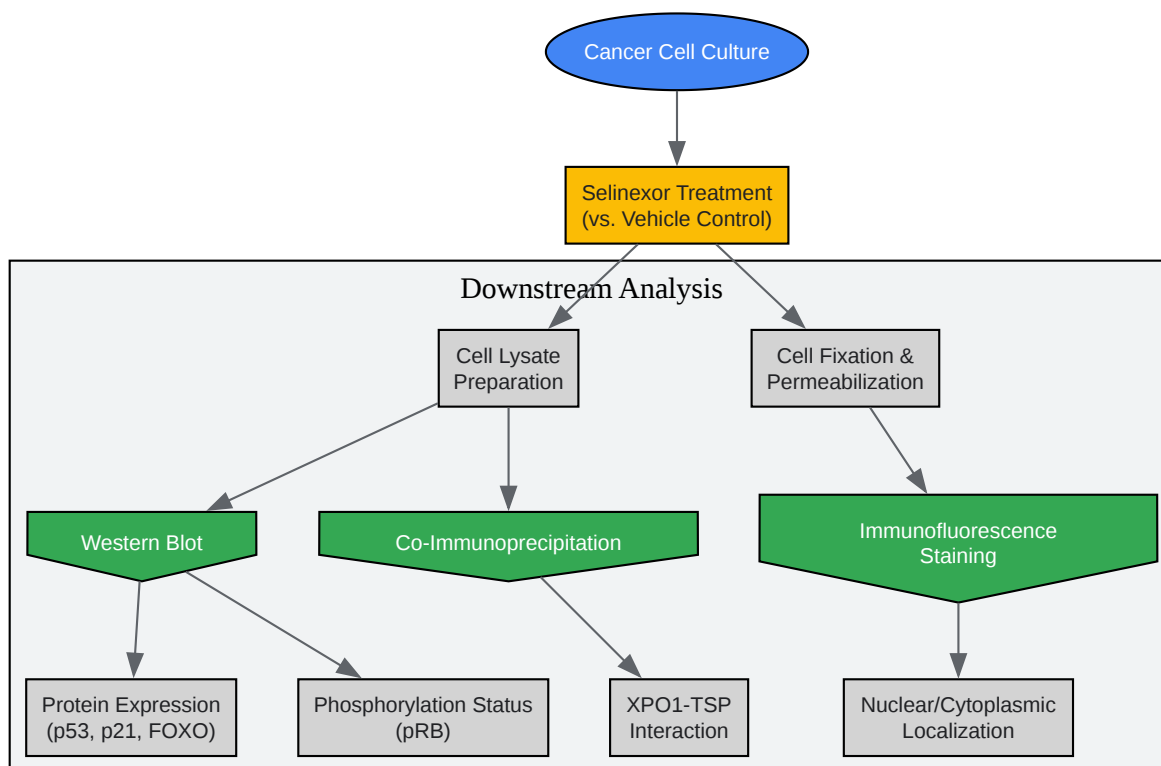 Cancer Cell Culture
Selinexor Treatment
(vs. Vehicle Control)
Downstream Analysis
Cell Lysate
Preparation
Cell Fixation &
Permeabilization
Western Blot
Co-Immunoprecipitation
Immunofluorescence
Staining
Protein Expression
(p53, p21, FOXO)
Phosphorylation Status
(pRB)
XPO1-TSP
Interaction
Nuclear/Cytoplasmic
Localization